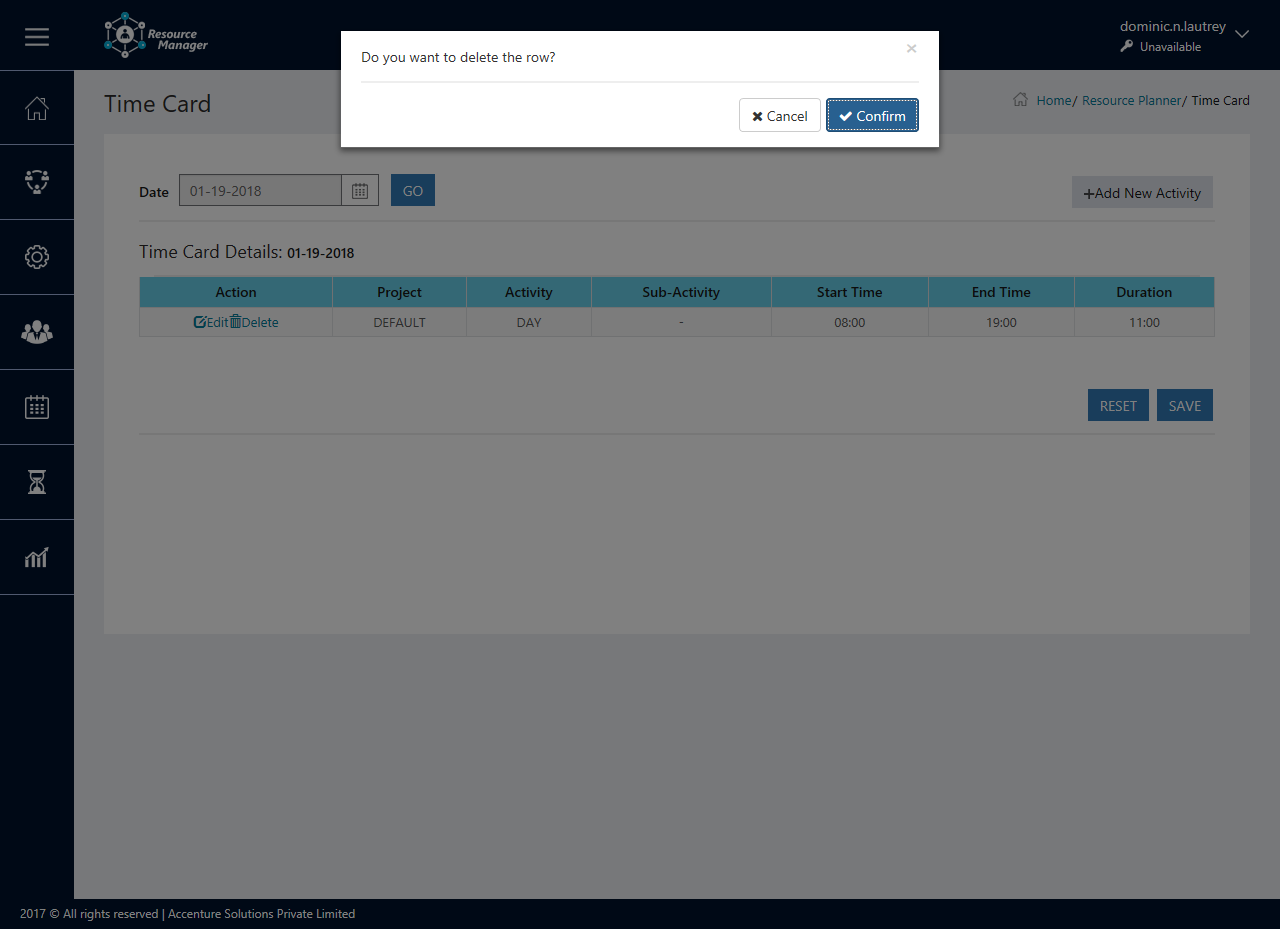 Resource
Manager
dominic.n.lautrey
Unavailable
Do you want to delete the row?
×
Cancel
Confirm
Time Card
Home/ Resource Planner/ Time Card
Date 01-19-2018 GO
+Add New Activity
Time Card Details: 01-19-2018
Action Project Activity Sub-Activity Start Time End Time Duration
Edit Delete DEFAULT DAY - 08:00 19:00 11:00
RESET SAVE
2017 © All rights reserved | Accenture Solutions Private Limited